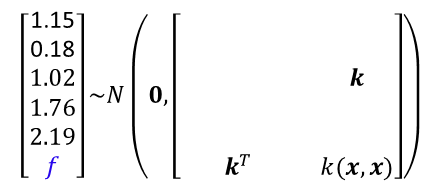 1.15
0.18
1.02 k
1.76 ~N ( 0,
2.19
f k^T k(x, x)